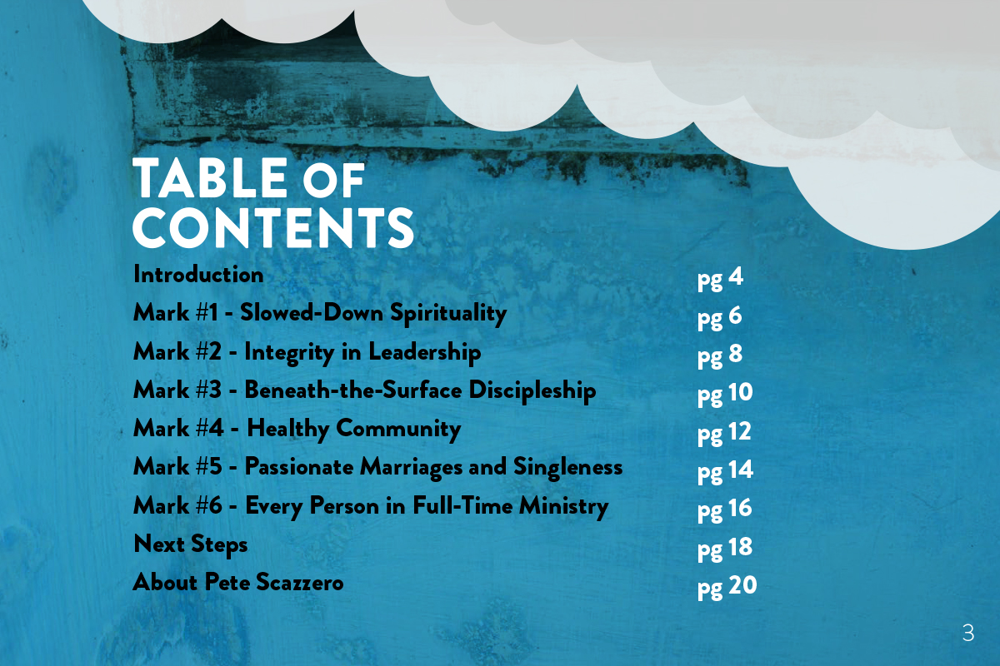 TABLE OF
CONTENTS
Introduction pg 4
Mark #1 - Slowed-Down Spirituality pg 6
Mark #2 - Integrity in Leadership pg 8
Mark #3 - Beneath-the-Surface Discipleship pg 10
Mark #4 - Healthy Community pg 12
Mark #5 - Passionate Marriages and Singleness pg 14
Mark #6 - Every Person in Full-Time Ministry pg 16
Next Steps pg 18
About Pete Scazzero pg 20
3